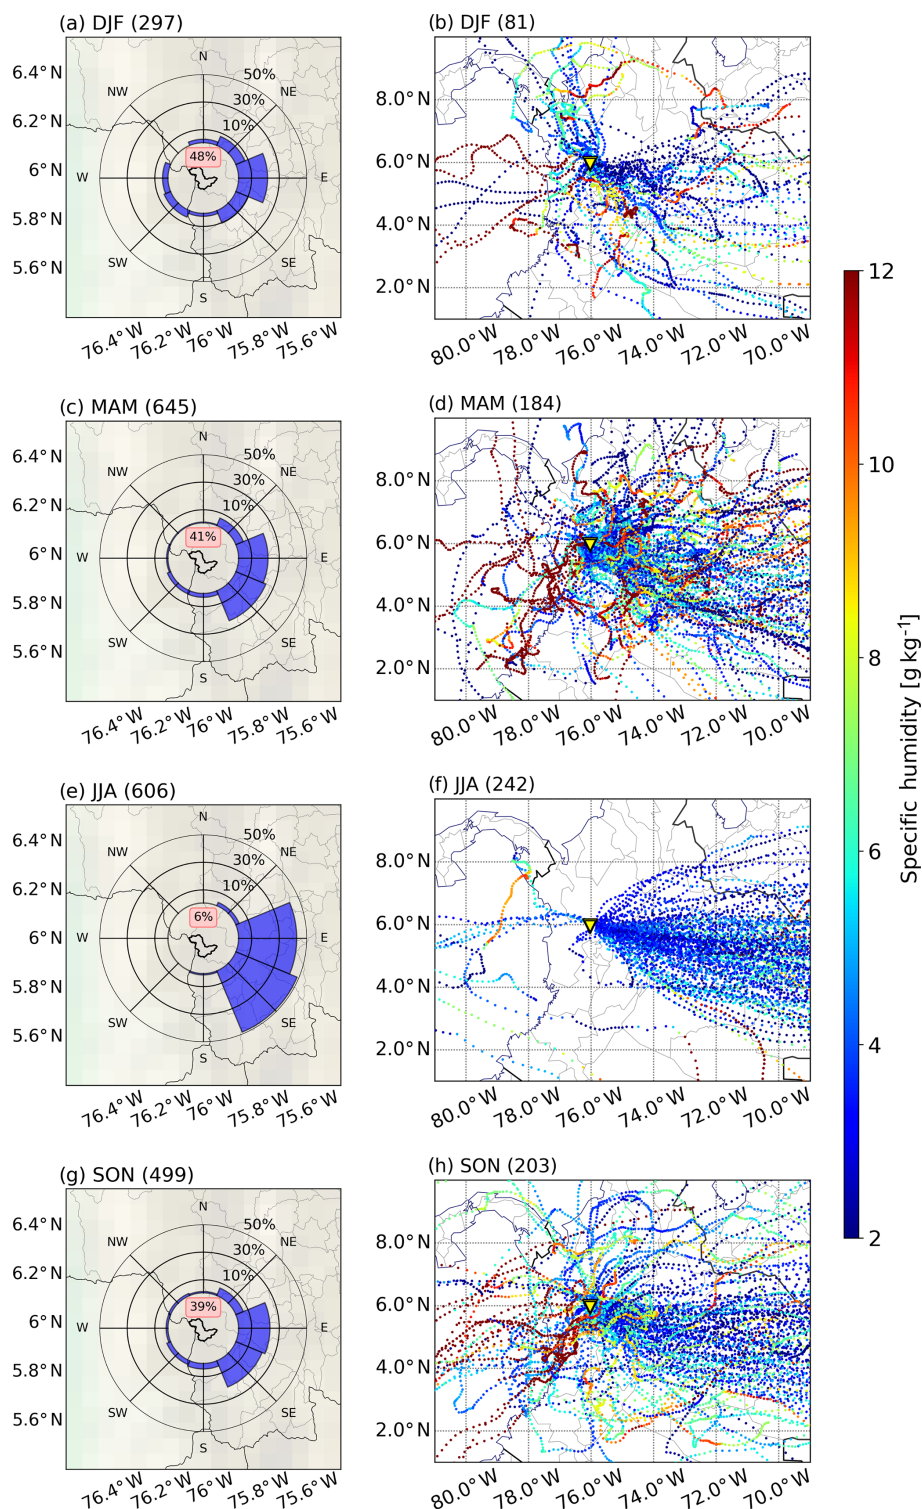 (a) DJF (297)
6.4° N
6.2° N
6° N
5.8° N
5.6° N
N
NE
E
SE
S
SW
W
NW
50%
30%
10%
48%
76.4° W
76.2° W
76° W
75.8° W
75.6° W
(b) DJF (81)
8.0° N
6.0° N
4.0° N
2.0° N
80.0° W
78.0° W
76.0° W
74.0° W
72.0° W
70.0° W
(c) MAM (645)
6.4° N
6.2° N
6° N
5.8° N
5.6° N
N
NE
E
SE
S
SW
W
NW
50%
30%
10%
41%
76.4° W
76.2° W
76° W
75.8° W
75.6° W
(d) MAM (184)
8.0° N
6.0° N
4.0° N
2.0° N
80.0° W
78.0° W
76.0° W
74.0° W
72.0° W
70.0° W
(e) JJA (606)
6.4° N
6.2° N
6° N
5.8° N
5.6° N
N
NE
E
SE
S
SW
W
NW
50%
30%
10%
6%
76.4° W
76.2° W
76° W
75.8° W
75.6° W
(f) JJA (242)
8.0° N
6.0° N
4.0° N
2.0° N
80.0° W
78.0° W
76.0° W
74.0° W
72.0° W
70.0° W
(g) SON (499)
6.4° N
6.2° N
6° N
5.8° N
5.6° N
N
NE
E
SE
S
SW
W
NW
50%
30%
10%
39%
76.4° W
76.2° W
76° W
75.8° W
75.6° W
(h) SON (203)
8.0° N
6.0° N
4.0° N
2.0° N
80.0° W
78.0° W
76.0° W
74.0° W
72.0° W
70.0° W
12
10
8
6
4
2
Specific humidity [g kg⁻¹]